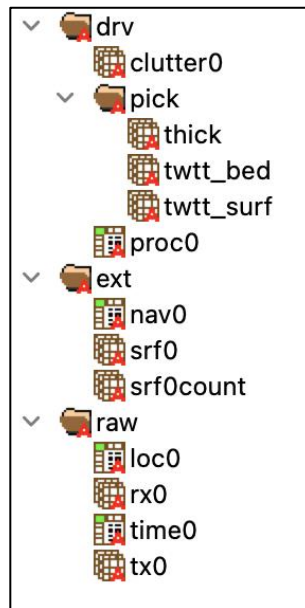 drv
clutter0
pick
thick
twtt_bed
twtt_surf
proc0
ext
nav0
srf0
srf0count
raw
loc0
rx0
time0
tx0